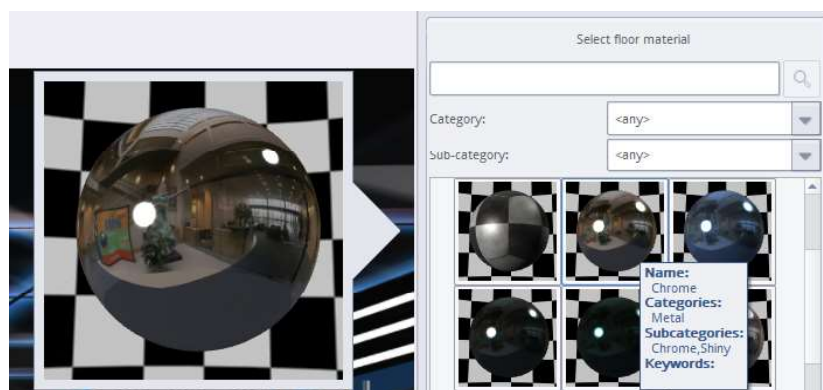 Select floor material
Category:
<any>
Sub-category:
<any>
Name:
Chrome
Categories:
Metal
Subcategories:
Chrome,Shiny
Keywords: